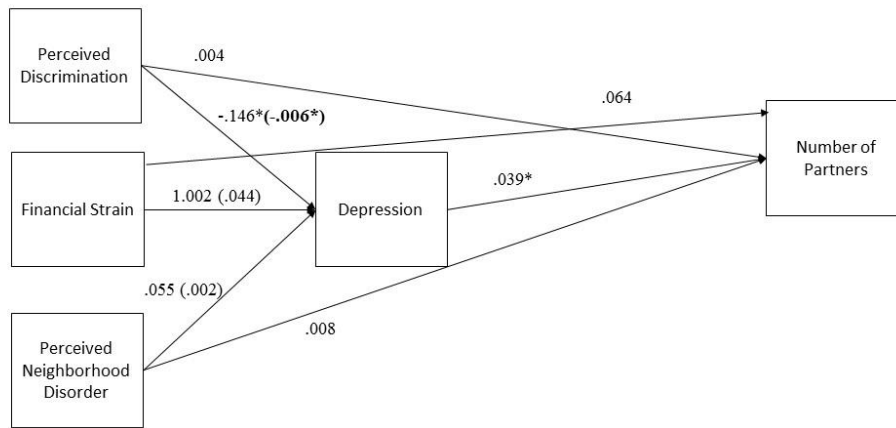 Perceived
Discrimination
.004
-.146*(-.006*)
.064
Number of
Partners
Financial Strain
1.002 (.044)
Depression
.039*
.055 (.002)
.008
Perceived
Neighborhood
Disorder